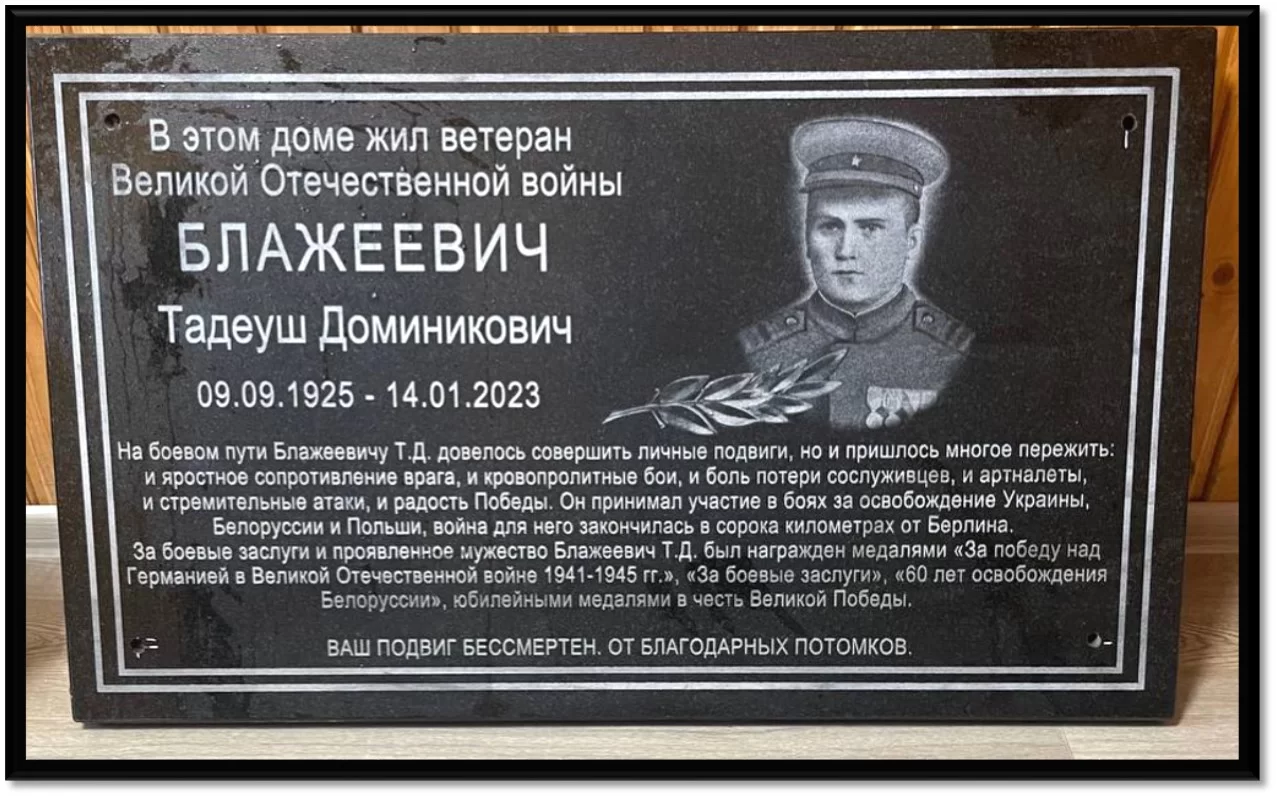 В этом доме жил ветеран
Великой Отечественной войны
БЛАЖЕЕВИЧ
Тадеуш Доминикович
09.09.1925 - 14.01.2023
На боевом пути Блажеевичу Т.Д. довелось совершить личные подвиги, но и пришлось многое пережить:
и яростное сопротивление врага, и кровопролитные бои, и боль потери сослуживцев, и артналеты,
и стремительные атаки, и радость Победы. Он принимал участие в боях за освобождение Украины,
Белоруссии и Польши, война для него закончилась в сорока километрах от Берлина.
За боевые заслуги и проявленное мужество Блажеевич Т.Д. был награжден медалями «За победу над
Германией в Великой Отечественной войне 1941-1945 гг.», «За боевые заслуги», «60 лет освобождения
Белоруссии», юбилейными медалями в честь Великой Победы.
ВАШ ПОДВИГ БЕССМЕРТЕН. ОТ БЛАГОДАРНЫХ ПОТОМКОВ.